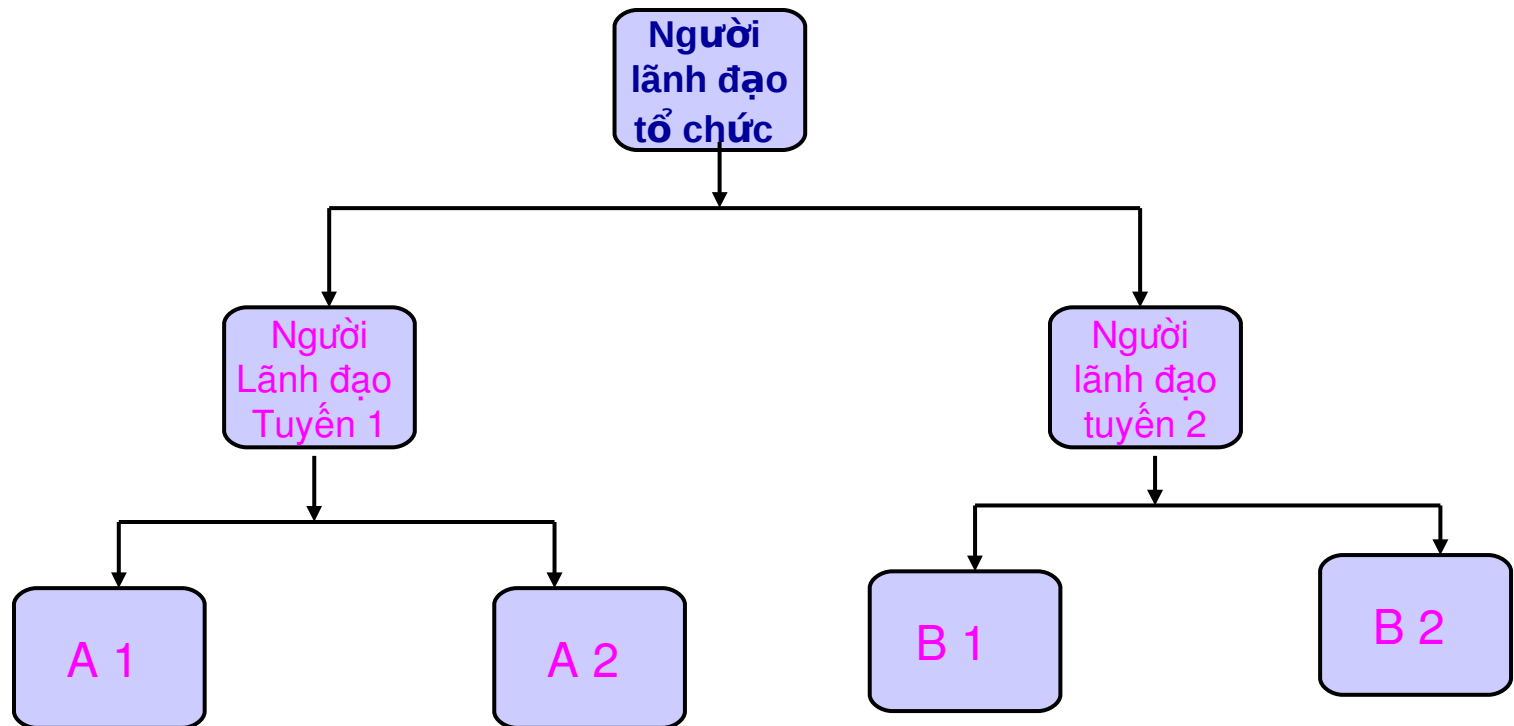 Người
lãnh đạo
tổ chức
Người
Lãnh đạo
Tuyến 1
Người
lãnh đạo
tuyến 2
A 1
A 2
B 1
B 2